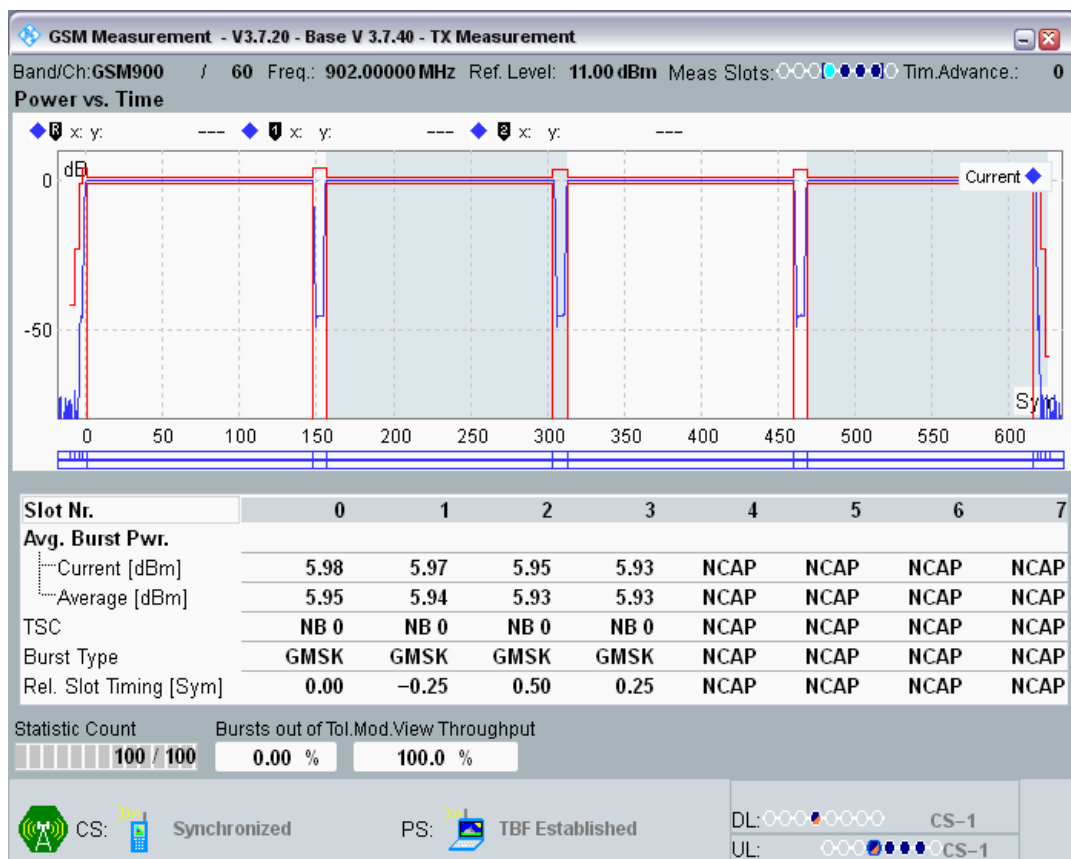 GSM Measurement - V3.7.20 - Base V 3.7.40 - TX Measurement
Band/Ch:GSM900 / 60 Freq.: 902.00000 MHz Ref. Level: 11.00 dBm Meas Slots: Tim.Advance.: 0
Power vs. Time
R x: y: --- 1 x: y: --- 2 x: y: ---
dB
0
Current
-50
Sym
0 50 100 150 200 250 300 350 400 450 500 550 600
Slot Nr. 0 1 2 3 4 5 6 7
Avg. Burst Pwr.
Current [dBm] 5.98 5.97 5.95 5.93 NCAP NCAP NCAP NCAP
Average [dBm] 5.95 5.94 5.93 5.93 NCAP NCAP NCAP NCAP
TSC NB 0 NB 0 NB 0 NB 0 NCAP NCAP NCAP NCAP
Burst Type GMSK GMSK GMSK GMSK NCAP NCAP NCAP NCAP
Rel. Slot Timing [Sym] 0.00 −0.25 0.50 0.25 NCAP NCAP NCAP NCAP
Statistic Count Bursts out of Tol. Mod.View Throughput
100 / 100 0.00 % 100.0 %
CS: Synchronized PS: TBF Established DL: CS−1
UL: CS−1